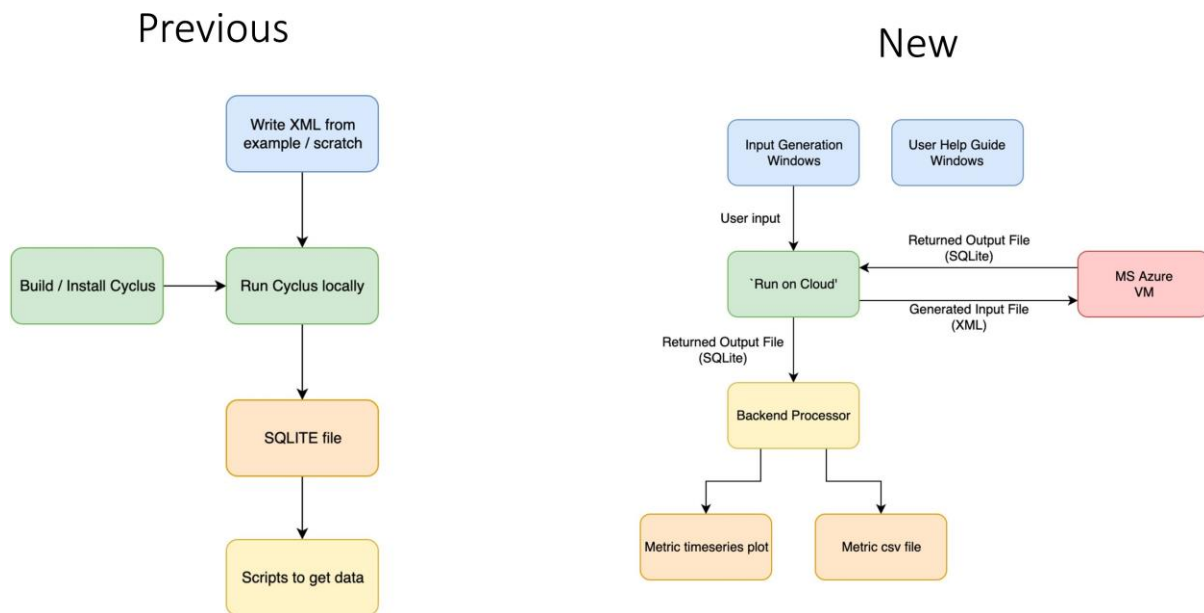 Previous
Write XML from
example / scratch
Build / Install Cyclus
Run Cyclus locally
SQLITE file
Scripts to get data
New
Input Generation
Windows
User Help Guide
Windows
User input
Returned Output File
(SQLite)
`Run on Cloud'
MS Azure
VM
Generated Input File
(XML)
Returned Output File
(SQLite)
Backend Processor
Metric timeseries plot
Metric csv file